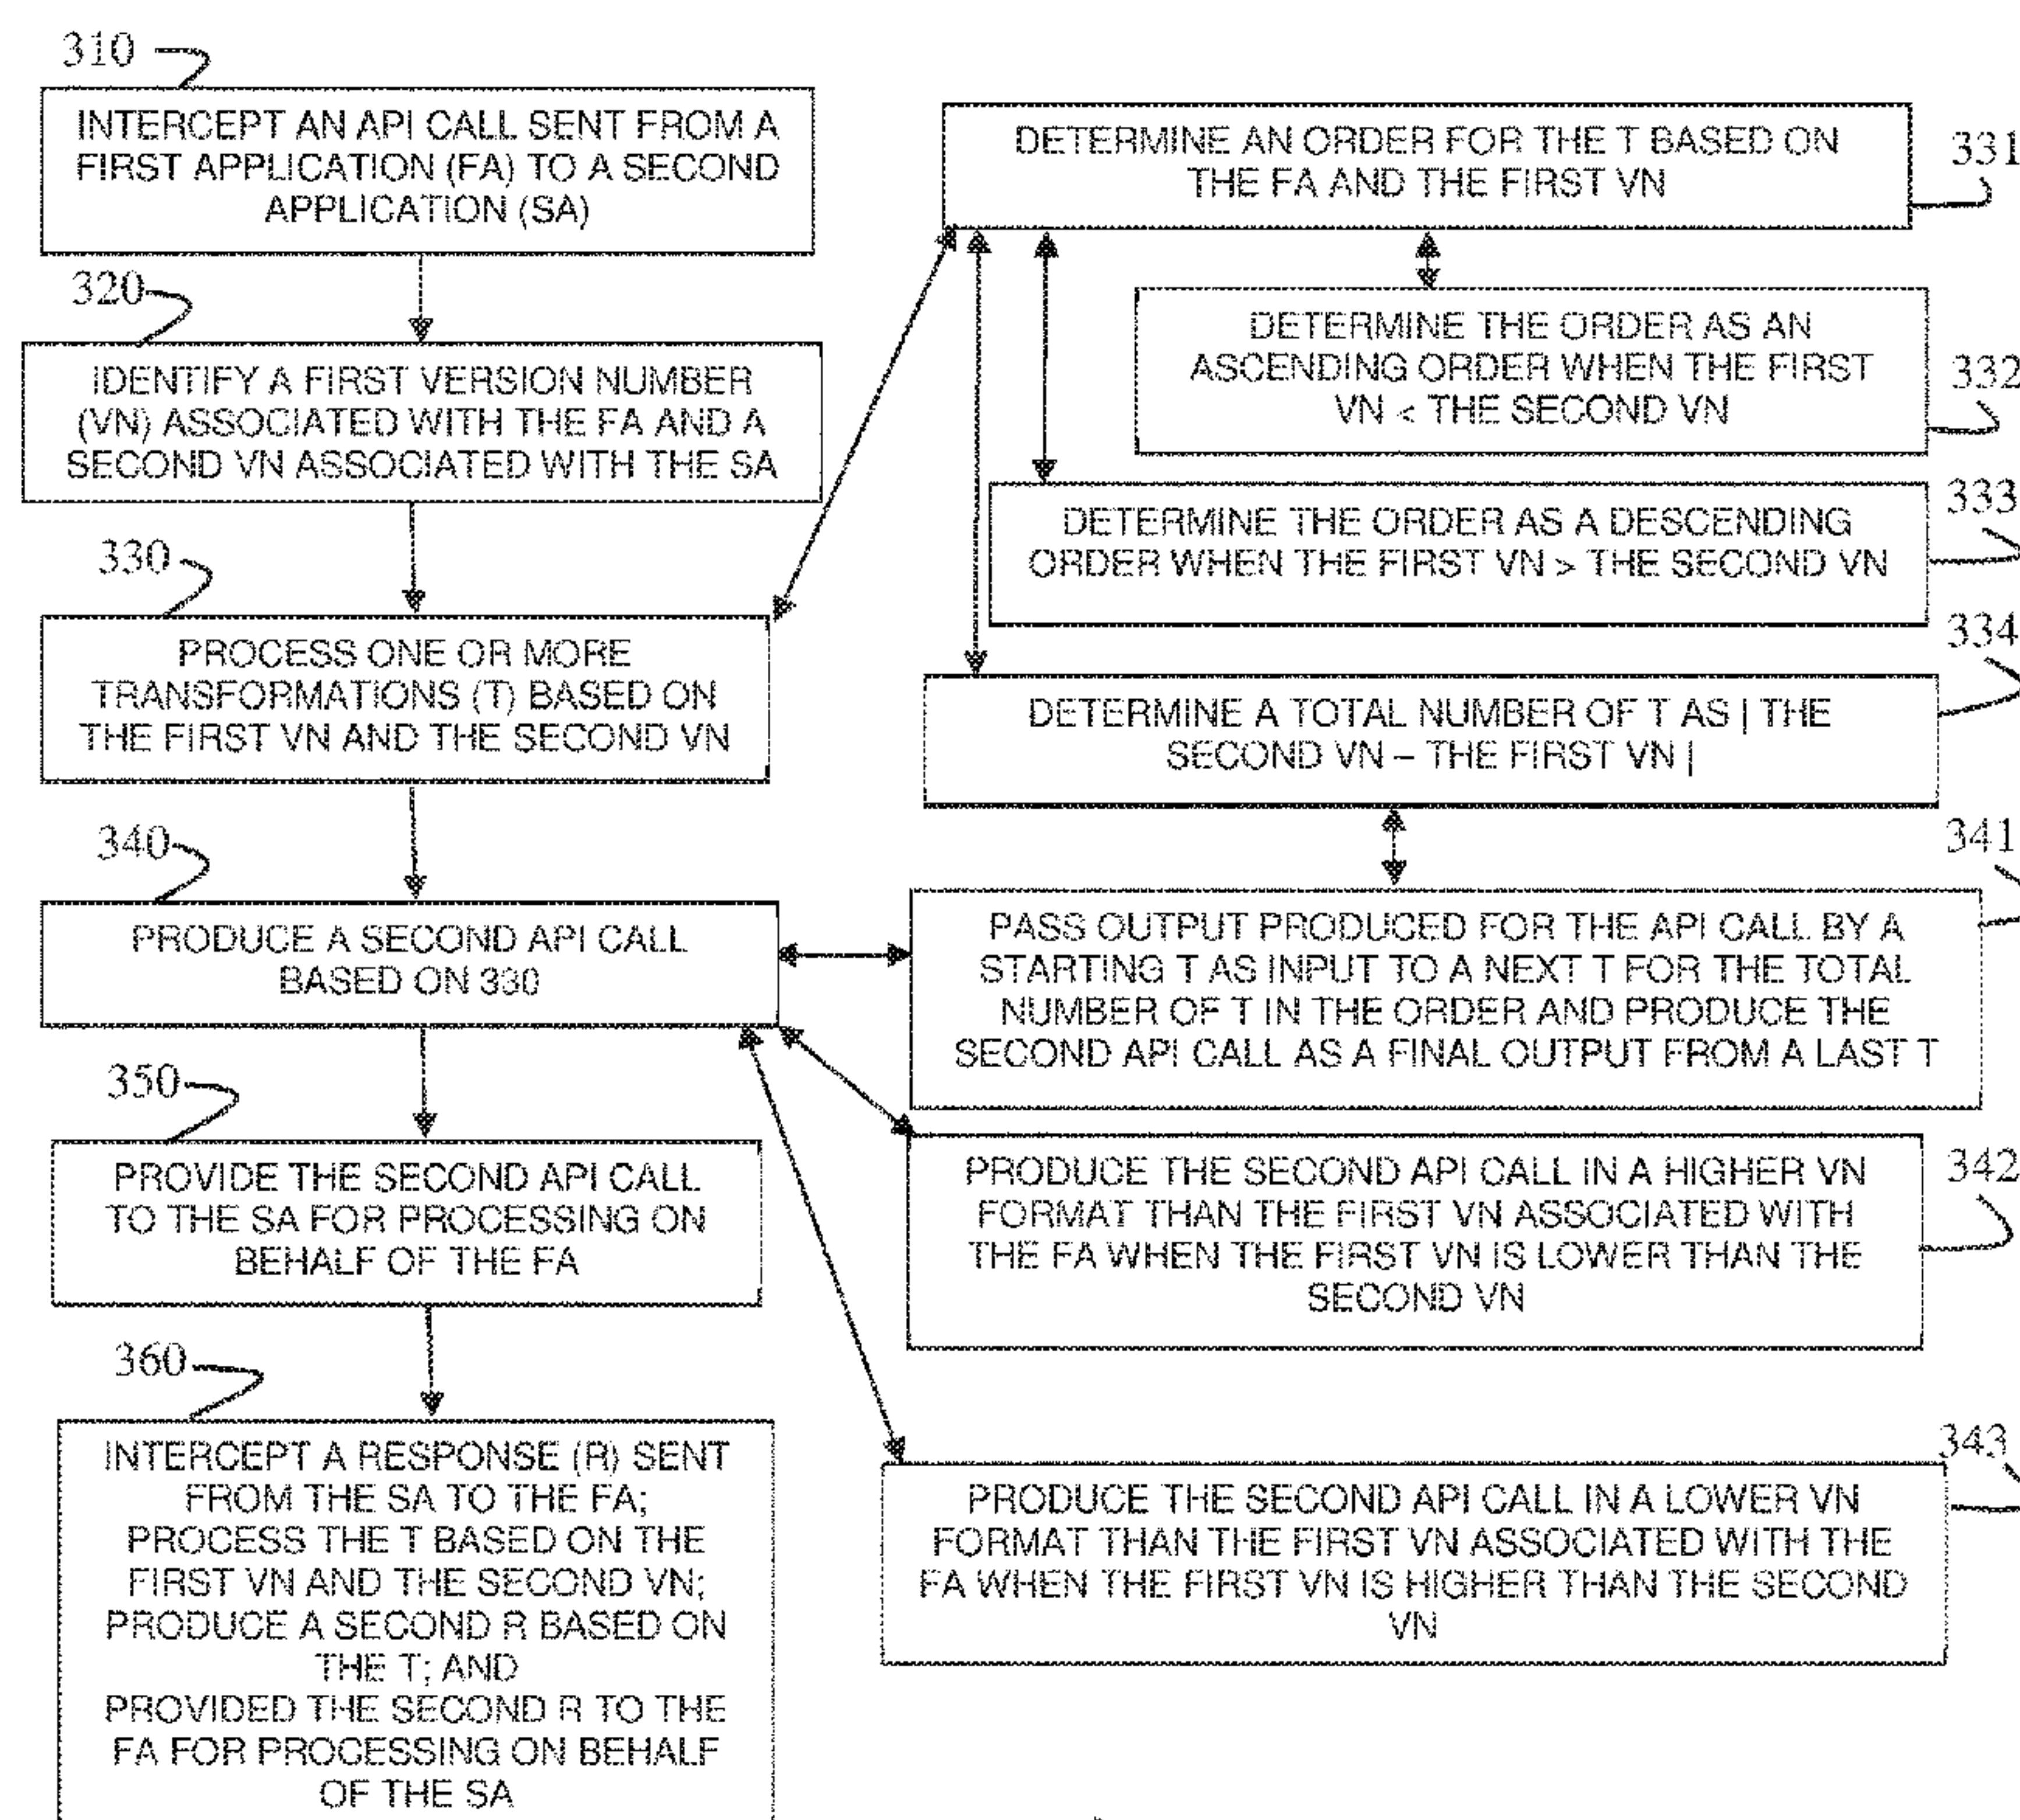 310
INTERCEPT AN API CALL SENT FROM A
FIRST APPLICATION (FA) TO A SECOND
APPLICATION (SA)
320
IDENTIFY A FIRST VERSION NUMBER
(VN) ASSOCIATED WITH THE FA AND A
SECOND VN ASSOCIATED WITH THE SA
330
PROCESS ONE OR MORE
TRANSFORMATIONS (T) BASED ON
THE FIRST VN AND THE SECOND VN
340
PRODUCE A SECOND API CALL
BASED ON 330
350
PROVIDE THE SECOND API CALL
TO THE SA FOR PROCESSING ON
BEHALF OF THE FA
360
INTERCEPT A RESPONSE (R) SENT
FROM THE SA TO THE FA;
PROCESS THE T BASED ON THE
FIRST VN AND THE SECOND VN;
PRODUCE A SECOND R BASED ON
THE T; AND
PROVIDED THE SECOND R TO THE
FA FOR PROCESSING ON BEHALF
OF THE SA
DETERMINE AN ORDER FOR THE T BASED ON
THE FA AND THE FIRST VN
331
DETERMINE THE ORDER AS AN
ASCENDING ORDER WHEN THE FIRST
VN < THE SECOND VN
332
DETERMINE THE ORDER AS A DESCENDING
ORDER WHEN THE FIRST VN > THE SECOND VN
333
DETERMINE A TOTAL NUMBER OF T AS | THE
SECOND VN – THE FIRST VN |
334
PASS OUTPUT PRODUCED FOR THE API CALL BY A
STARTING T AS INPUT TO A NEXT T FOR THE TOTAL
NUMBER OF T IN THE ORDER AND PRODUCE THE
SECOND API CALL AS A FINAL OUTPUT FROM A LAST T
341
PRODUCE THE SECOND API CALL IN A HIGHER VN
FORMAT THAN THE FIRST VN ASSOCIATED WITH
THE FA WHEN THE FIRST VN IS LOWER THAN THE
SECOND VN
342
PRODUCE THE SECOND API CALL IN A LOWER VN
FORMAT THAN THE FIRST VN ASSOCIATED WITH THE
FA WHEN THE FIRST VN IS HIGHER THAN THE SECOND
VN
343